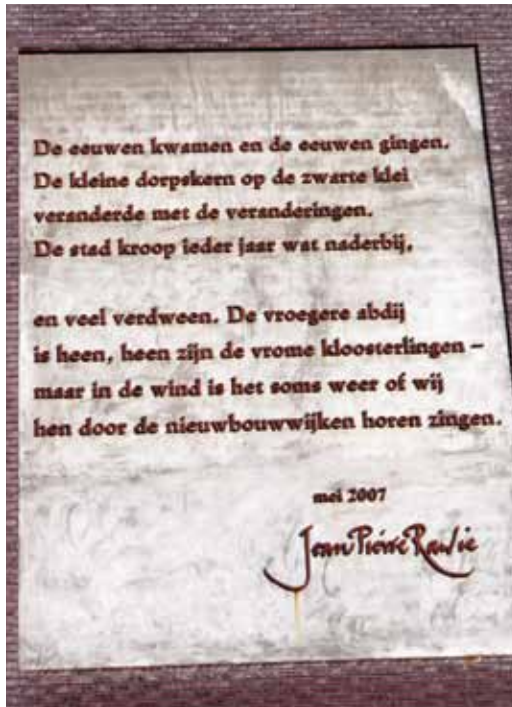 De eeuwen kwamen en de eeuwen gingen.
De kleine dorpskern op de zwarte klei
veranderde met de veranderingen.
De stad kroop ieder jaar wat naderbij,
en veel verdween. De vroegere abdij
is heen, heen zijn de vrome kloosterlingen –
maar in de wind is het soms weer of wij
hen door de nieuwbouwwijken horen zingen.
mei 2007
Jean Pierre Rawie